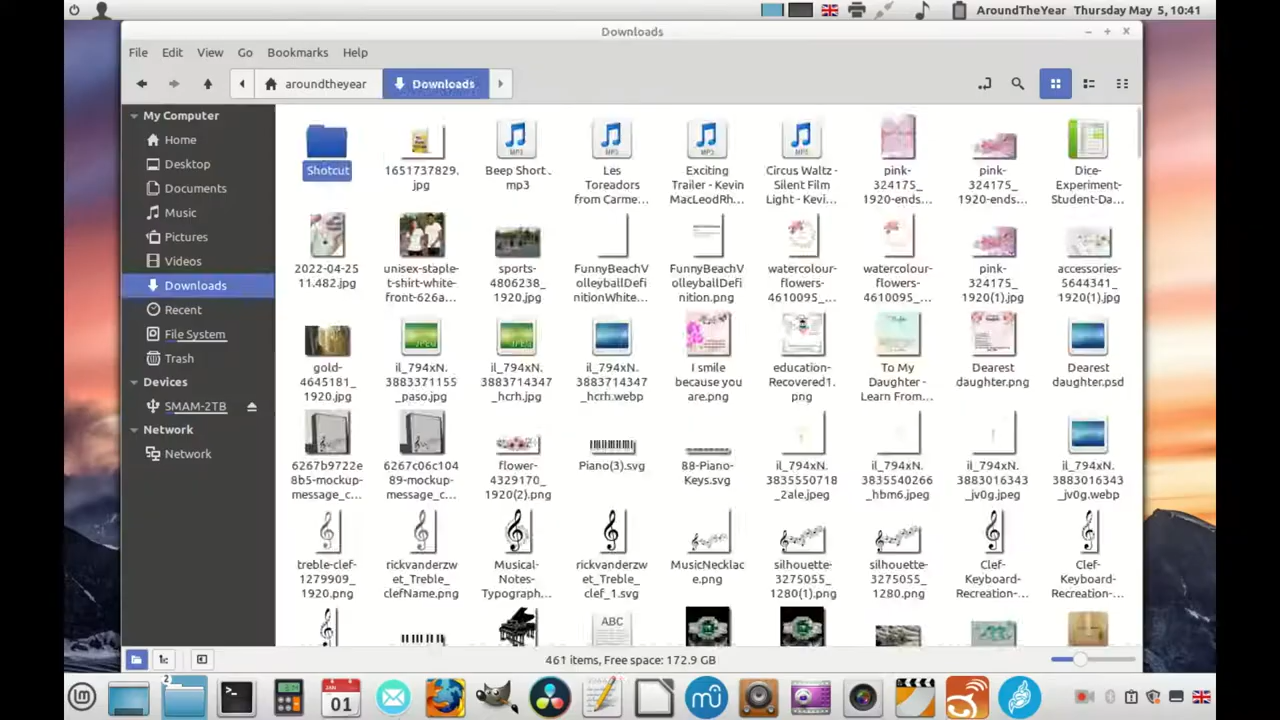 AroundTheYear Thursday May 5, 10:41
Downloads
File Edit View Go Bookmarks Help
aroundtheyear Downloads
My Computer
Home
Desktop
Documents
Music
Pictures
Videos
Downloads
Recent
File System
Trash
Devices
SMAM-2TB
Network
Network
Shotcut
1651737829.
jpg
Beep Short.
mp3
Les
Toreadors
from Carme...
Exciting
Trailer - Kevin
MacLeodRh...
Circus Waltz -
Silent Film
Light - Kevi...
pink-
324175_
1920-ends...
pink-
324175_
1920-ends...
Dice-
Experiment-
Student-Da...
2022-04-25
11.482.jpg
unisex-staple-
t-shirt-white-
front-626a...
sports-
4806238_
1920.jpg
FunnyBeachV
olleyballDefi
nitionWhite...
FunnyBeachV
olleyballDefi
nition.png
watercolour-
flowers-
4610095_...
watercolour-
flowers-
4610095_...
pink-
324175_
1920(1).jpg
accessories-
5644341_
1920(1).jpg
gold-
4645181_
1920.jpg
il_794xN.
3883371155
_paso.jpg
il_794xN.
3883714347
_hcrh.jpg
il_794xN.
3883714347
_hcrh.webp
I smile
because you
are.png
education-
Recovered1.
png
To My
Daughter -
Learn From...
Dearest
daughter.png
Dearest
daughter.psd
6267b9722e
8b5-mockup-
message_c...
6267c06c104
89-mockup-
message_c...
flower-
4329170_
1920(2).png
Piano(3).svg
88-Piano-
Keys.svg
il_794xN.
3835550718
_2ale.jpeg
il_794xN.
3835540266
_hbm6.jpeg
il_794xN.
3883016343
_jv0g.jpeg
il_794xN.
3883016343
_jv0g.webp
treble-clef-
1279909_
1920.png
rickvanderzw
et_Treble_
clefName.png
Musical-
Notes-
Typograph...
rickvanderzw
et_Treble_
clef_1.svg
MusicNecklac
e.png
silhouette-
3275055_
1280(1).png
silhouette-
3275055_
1280.png
Clef-
Keyboard-
Recreation-...
Clef-
Keyboard-
Recreation-...
ABC
461 items, Free space: 172.9 GB
2
JAN
01